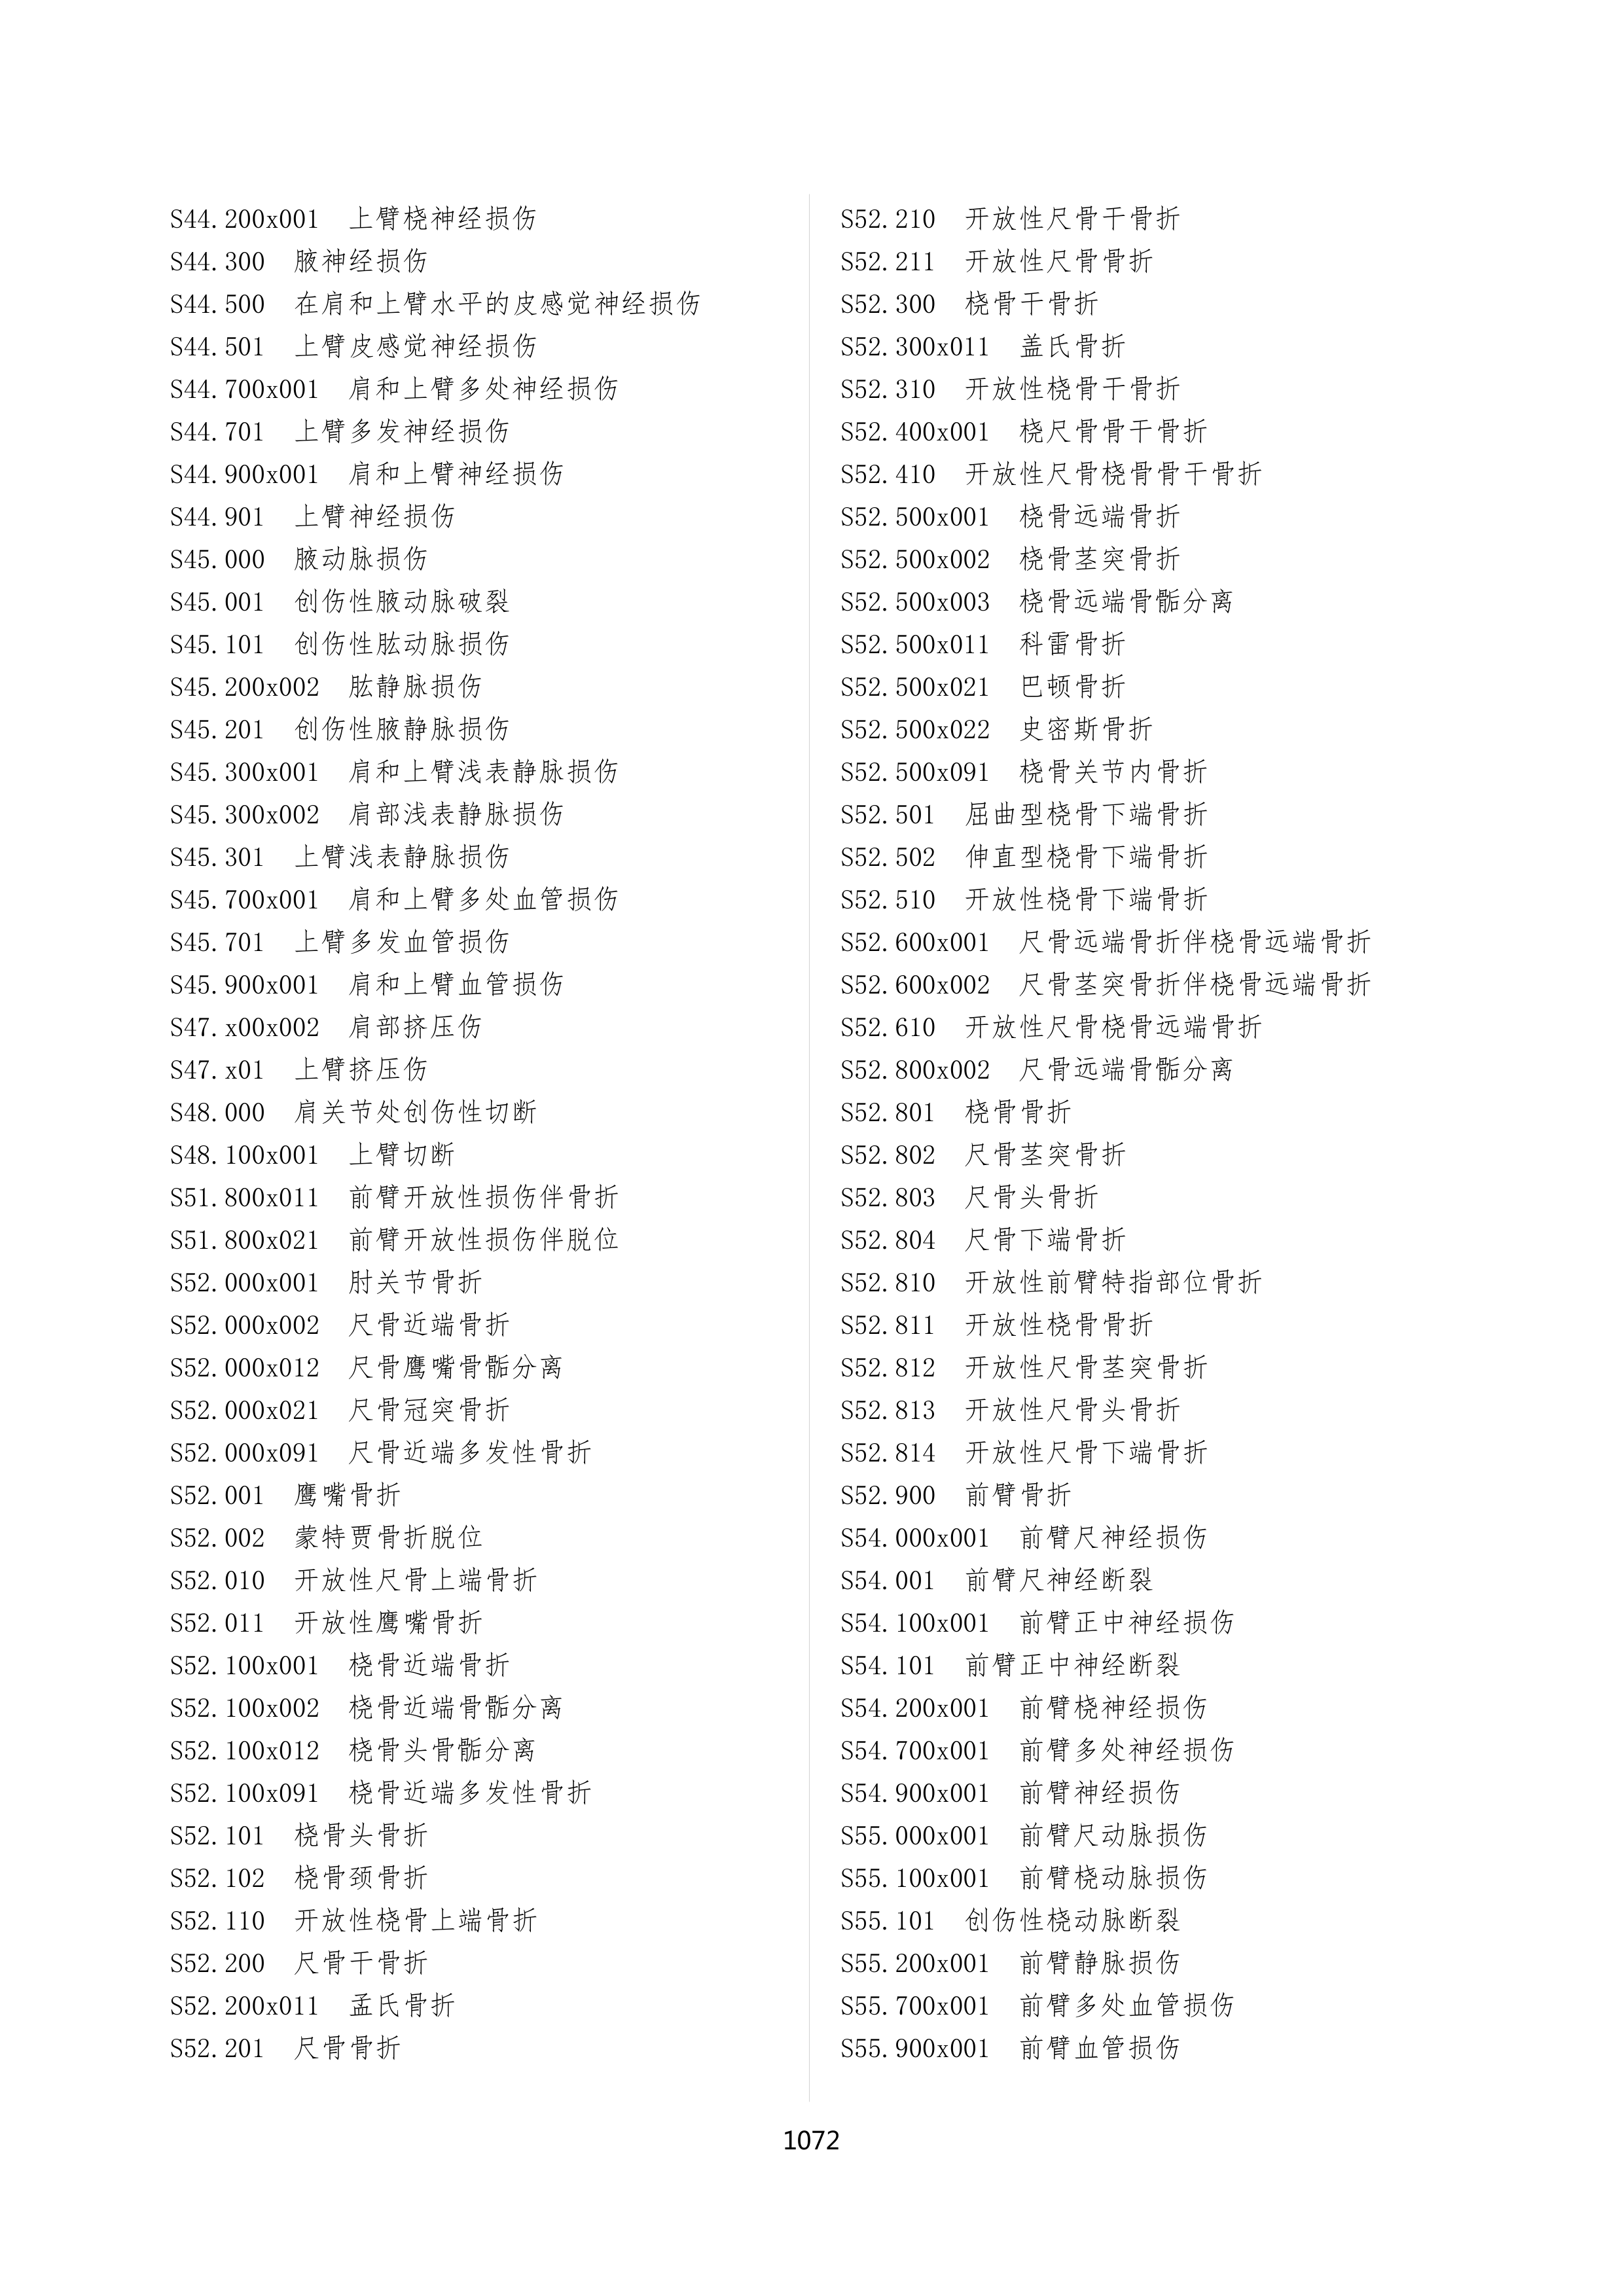 S44.200x001 上臂桡神经损伤
S44.300 腋神经损伤
S44.500 在肩和上臂水平的皮感觉神经损伤
S44.501 上臂皮感觉神经损伤
S44.700x001 肩和上臂多处神经损伤
S44.701 上臂多发神经损伤
S44.900x001 肩和上臂神经损伤
S44.901 上臂神经损伤
S45.000 腋动脉损伤
S45.001 创伤性腋动脉破裂
S45.101 创伤性肱动脉损伤
S45.200x002 肱静脉损伤
S45.201 创伤性腋静脉损伤
S45.300x001 肩和上臂浅表静脉损伤
S45.300x002 肩部浅表静脉损伤
S45.301 上臂浅表静脉损伤
S45.700x001 肩和上臂多处血管损伤
S45.701 上臂多发血管损伤
S45.900x001 肩和上臂血管损伤
S47.x00x002 肩部挤压伤
S47.x01 上臂挤压伤
S48.000 肩关节处创伤性切断
S48.100x001 上臂切断
S51.800x011 前臂开放性损伤伴骨折
S51.800x021 前臂开放性损伤伴脱位
S52.000x001 肘关节骨折
S52.000x002 尺骨近端骨折
S52.000x012 尺骨鹰嘴骨骺分离
S52.000x021 尺骨冠突骨折
S52.000x091 尺骨近端多发性骨折
S52.001 鹰嘴骨折
S52.002 蒙特贾骨折脱位
S52.010 开放性尺骨上端骨折
S52.011 开放性鹰嘴骨折
S52.100x001 桡骨近端骨折
S52.100x002 桡骨近端骨骺分离
S52.100x012 桡骨头骨骺分离
S52.100x091 桡骨近端多发性骨折
S52.101 桡骨头骨折
S52.102 桡骨颈骨折
S52.110 开放性桡骨上端骨折
S52.200 尺骨干骨折
S52.200x011 孟氏骨折
S52.201 尺骨骨折
S52.210 开放性尺骨干骨折
S52.211 开放性尺骨骨折
S52.300 桡骨干骨折
S52.300x011 盖氏骨折
S52.310 开放性桡骨干骨折
S52.400x001 桡尺骨骨干骨折
S52.410 开放性尺骨桡骨骨干骨折
S52.500x001 桡骨远端骨折
S52.500x002 桡骨茎突骨折
S52.500x003 桡骨远端骨骺分离
S52.500x011 科雷骨折
S52.500x021 巴顿骨折
S52.500x022 史密斯骨折
S52.500x091 桡骨关节内骨折
S52.501 屈曲型桡骨下端骨折
S52.502 伸直型桡骨下端骨折
S52.510 开放性桡骨下端骨折
S52.600x001 尺骨远端骨折伴桡骨远端骨折
S52.600x002 尺骨茎突骨折伴桡骨远端骨折
S52.610 开放性尺骨桡骨远端骨折
S52.800x002 尺骨远端骨骺分离
S52.801 桡骨骨折
S52.802 尺骨茎突骨折
S52.803 尺骨头骨折
S52.804 尺骨下端骨折
S52.810 开放性前臂特指部位骨折
S52.811 开放性桡骨骨折
S52.812 开放性尺骨茎突骨折
S52.813 开放性尺骨头骨折
S52.814 开放性尺骨下端骨折
S52.900 前臂骨折
S54.000x001 前臂尺神经损伤
S54.001 前臂尺神经断裂
S54.100x001 前臂正中神经损伤
S54.101 前臂正中神经断裂
S54.200x001 前臂桡神经损伤
S54.700x001 前臂多处神经损伤
S54.900x001 前臂神经损伤
S55.000x001 前臂尺动脉损伤
S55.100x001 前臂桡动脉损伤
S55.101 创伤性桡动脉断裂
S55.200x001 前臂静脉损伤
S55.700x001 前臂多处血管损伤
S55.900x001 前臂血管损伤
1072